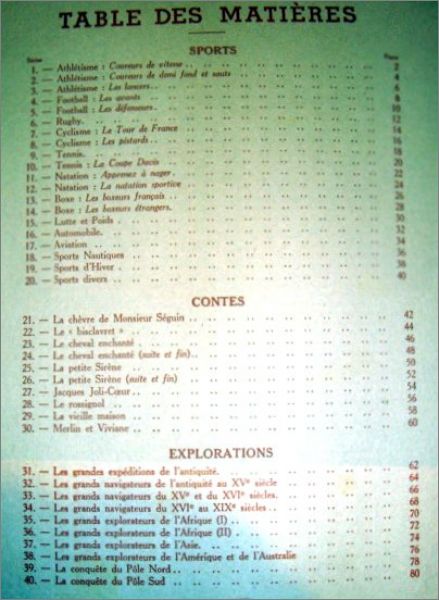 TABLE DES MATIÈRES
SPORTS
Série Pages
1. — Athlétisme : Coureurs de vitesse 2
2. — Athlétisme : Coureurs de demi fond et sauts 4
3. — Athlétisme : Les lancers 6
4. — Football : Les avants 8
5. — Football : Les défenseurs 10
6. — Rugby. 12
7. — Cyclisme : Le Tour de France 14
8. — Cyclisme : Les pistards 16
9. — Tennis. 18
10. — Tennis : La Coupe Davis 20
11. — Natation : Apprenez à nager 22
12. — Natation : La natation sportive 24
13. — Boxe : Les boxeurs français 26
14. — Boxe : Les boxeurs étrangers. 28
15. — Lutte et Poids 30
16. — Automobile. 32
17. — Aviation 34
18. — Sports Nautiques 36
19. — Sports d'Hiver 38
20. — Sports divers 40
CONTES
21. — La chèvre de Monsieur Séguin 42
22. — Le « bisclavret » 44
23. — Le cheval enchanté 46
24. — Le cheval enchanté (suite et fin) 48
25. — La petite Sirène 50
26. — La petite Sirène (suite et fin) 52
27. — Jacques Joli-Cœur 54
28. — Le rossignol 56
29. — La vieille maison 58
30. — Merlin et Viviane 60
EXPLORATIONS
31. — Les grandes expéditions de l'antiquité. 62
32. — Les grands navigateurs de l'antiquité au XVe siècle 64
33. — Les grands navigateurs du XVe et du XVIe siècles. 66
34. — Les grands navigateurs du XVIe au XIXe siècles 68
35. — Les grands explorateurs de l'Afrique (I) 70
36. — Les grands explorateurs de l'Afrique (II) 72
37. — Les grands explorateurs de l'Asie. 74
38. — Les grands explorateurs de l'Amérique et de l'Australie 76
39. — La conquête du Pôle Nord 78
40. — La conquête du Pôle Sud 80